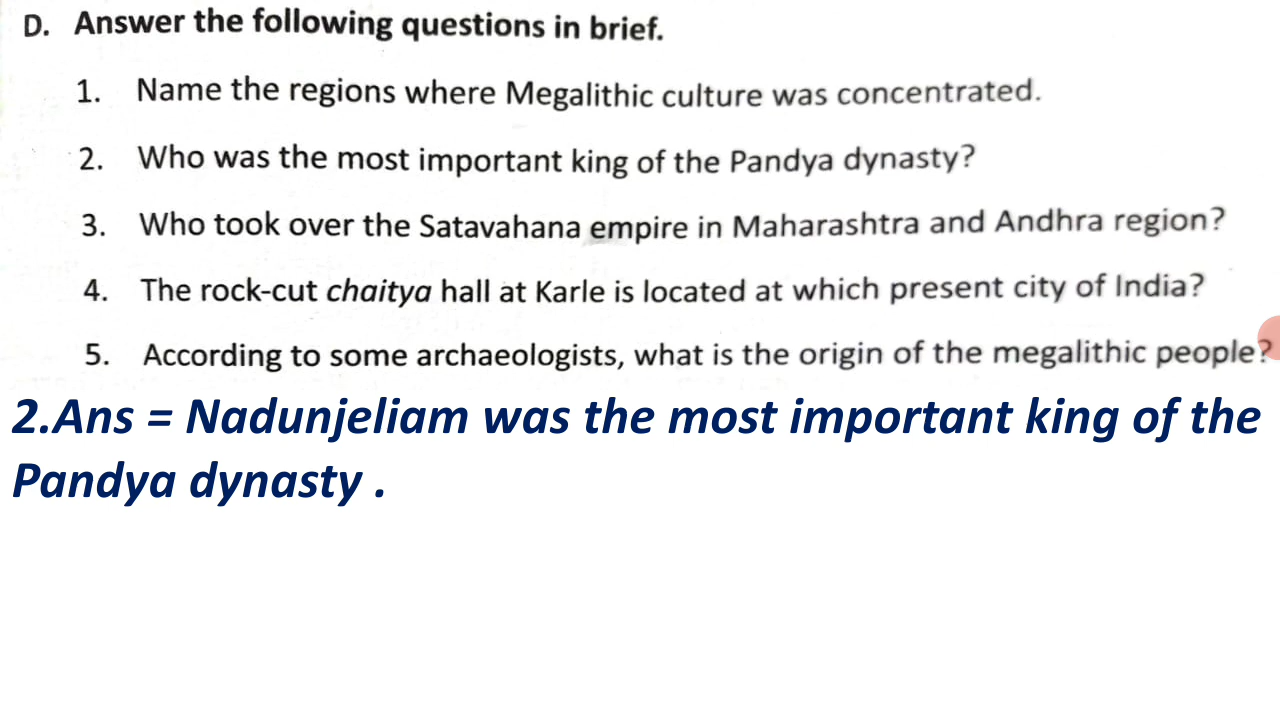 D. Answer the following questions in brief.
1. Name the regions where Megalithic culture was concentrated.
2. Who was the most important king of the Pandya dynasty?
3. Who took over the Satavahana empire in Maharashtra and Andhra region?
4. The rock-cut chaitya hall at Karle is located at which present city of India?
5. According to some archaeologists, what is the origin of the megalithic people?
2.Ans = Nadunjeliam was the most important king of the
Pandya dynasty .